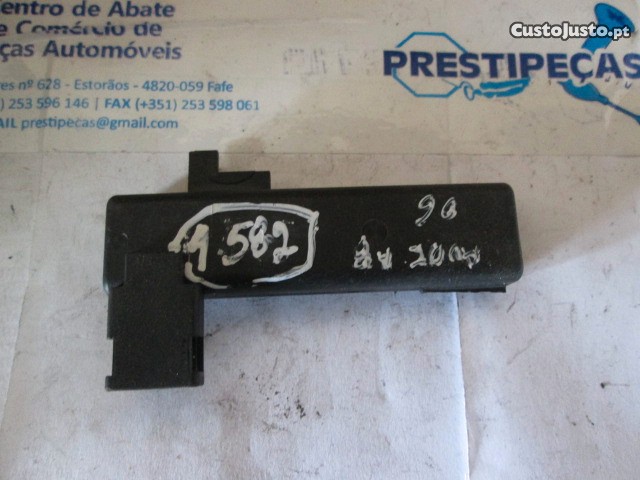 entro de Abate
e Comércio de
ças Automóveis
res nº 628 - Estorãos - 4820-059 Fafe
) 253 596 146 | FAX (+351) 253 598 061
AIL prestipecas@gmail.com
PRESTIPEÇAS
CustoJusto.pt
1582